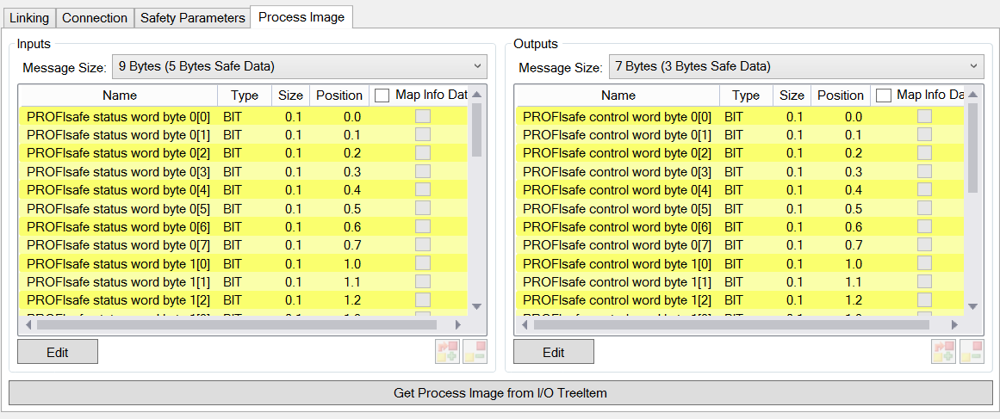 Linking Connection Safety Parameters Process Image
Inputs
Message Size: 9 Bytes (5 Bytes Safe Data)
Name Type Size Position Map Info Dat
PROFIsafe status word byte 0[0] BIT 0.1 0.0
PROFIsafe status word byte 0[1] BIT 0.1 0.1
PROFIsafe status word byte 0[2] BIT 0.1 0.2
PROFIsafe status word byte 0[3] BIT 0.1 0.3
PROFIsafe status word byte 0[4] BIT 0.1 0.4
PROFIsafe status word byte 0[5] BIT 0.1 0.5
PROFIsafe status word byte 0[6] BIT 0.1 0.6
PROFIsafe status word byte 0[7] BIT 0.1 0.7
PROFIsafe status word byte 1[0] BIT 0.1 1.0
PROFIsafe status word byte 1[1] BIT 0.1 1.1
PROFIsafe status word byte 1[2] BIT 0.1 1.2
Edit
Outputs
Message Size: 7 Bytes (3 Bytes Safe Data)
Name Type Size Position Map Info Da
PROFIsafe control word byte 0[0] BIT 0.1 0.0
PROFIsafe control word byte 0[1] BIT 0.1 0.1
PROFIsafe control word byte 0[2] BIT 0.1 0.2
PROFIsafe control word byte 0[3] BIT 0.1 0.3
PROFIsafe control word byte 0[4] BIT 0.1 0.4
PROFIsafe control word byte 0[5] BIT 0.1 0.5
PROFIsafe control word byte 0[6] BIT 0.1 0.6
PROFIsafe control word byte 0[7] BIT 0.1 0.7
PROFIsafe control word byte 1[0] BIT 0.1 1.0
PROFIsafe control word byte 1[1] BIT 0.1 1.1
PROFIsafe control word byte 1[2] BIT 0.1 1.2
Edit
Get Process Image from I/O TreeItem